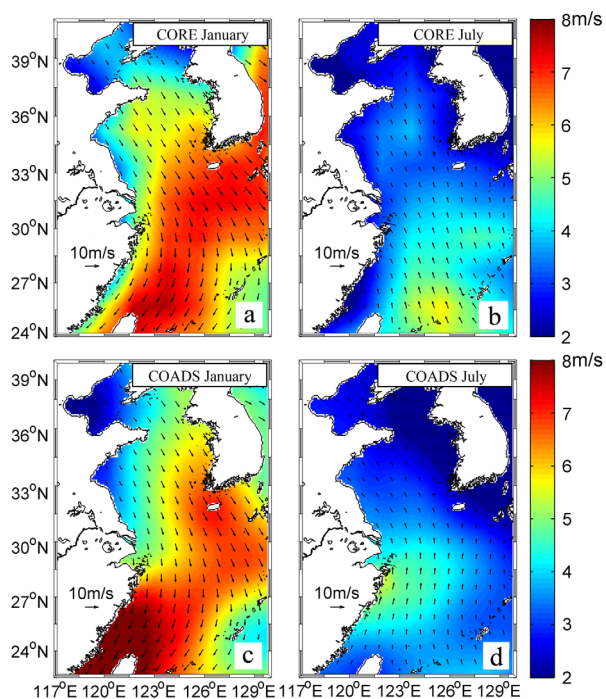 CORE January
39°N
36°N
33°N
30°N
27°N
24°N
10m/s
a
CORE July
b
8m/s
7
6
5
4
3
2
COADS January
39°N
36°N
33°N
30°N
27°N
24°N
10m/s
c
117°E 120°E 123°E 126°E 129°E
COADS July
10m/s
d
117°E 120°E 123°E 126°E 129°E
8m/s
7
6
5
4
3
2